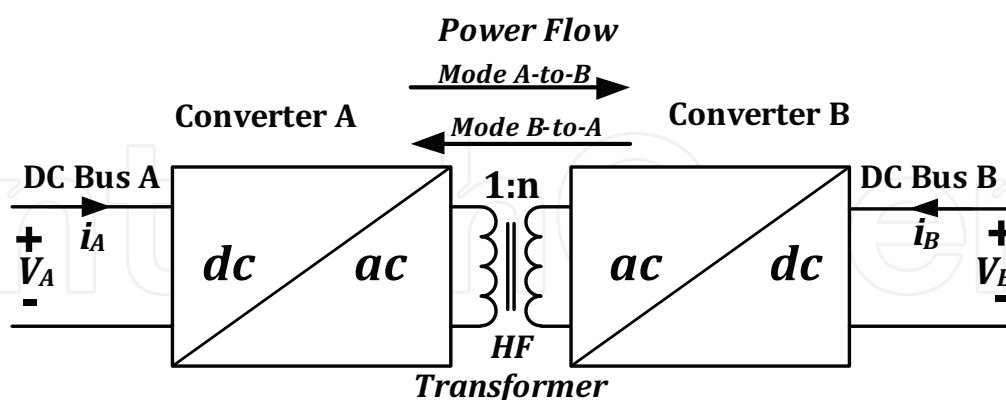 Power Flow
Mode A-to-B
Converter A
Mode B-to-A
Converter B
DC Bus A
1:n
DC Bus B
iA
iB
+
VA
-
dc
ac
ac
dc
+
VB
-
HF
Transformer